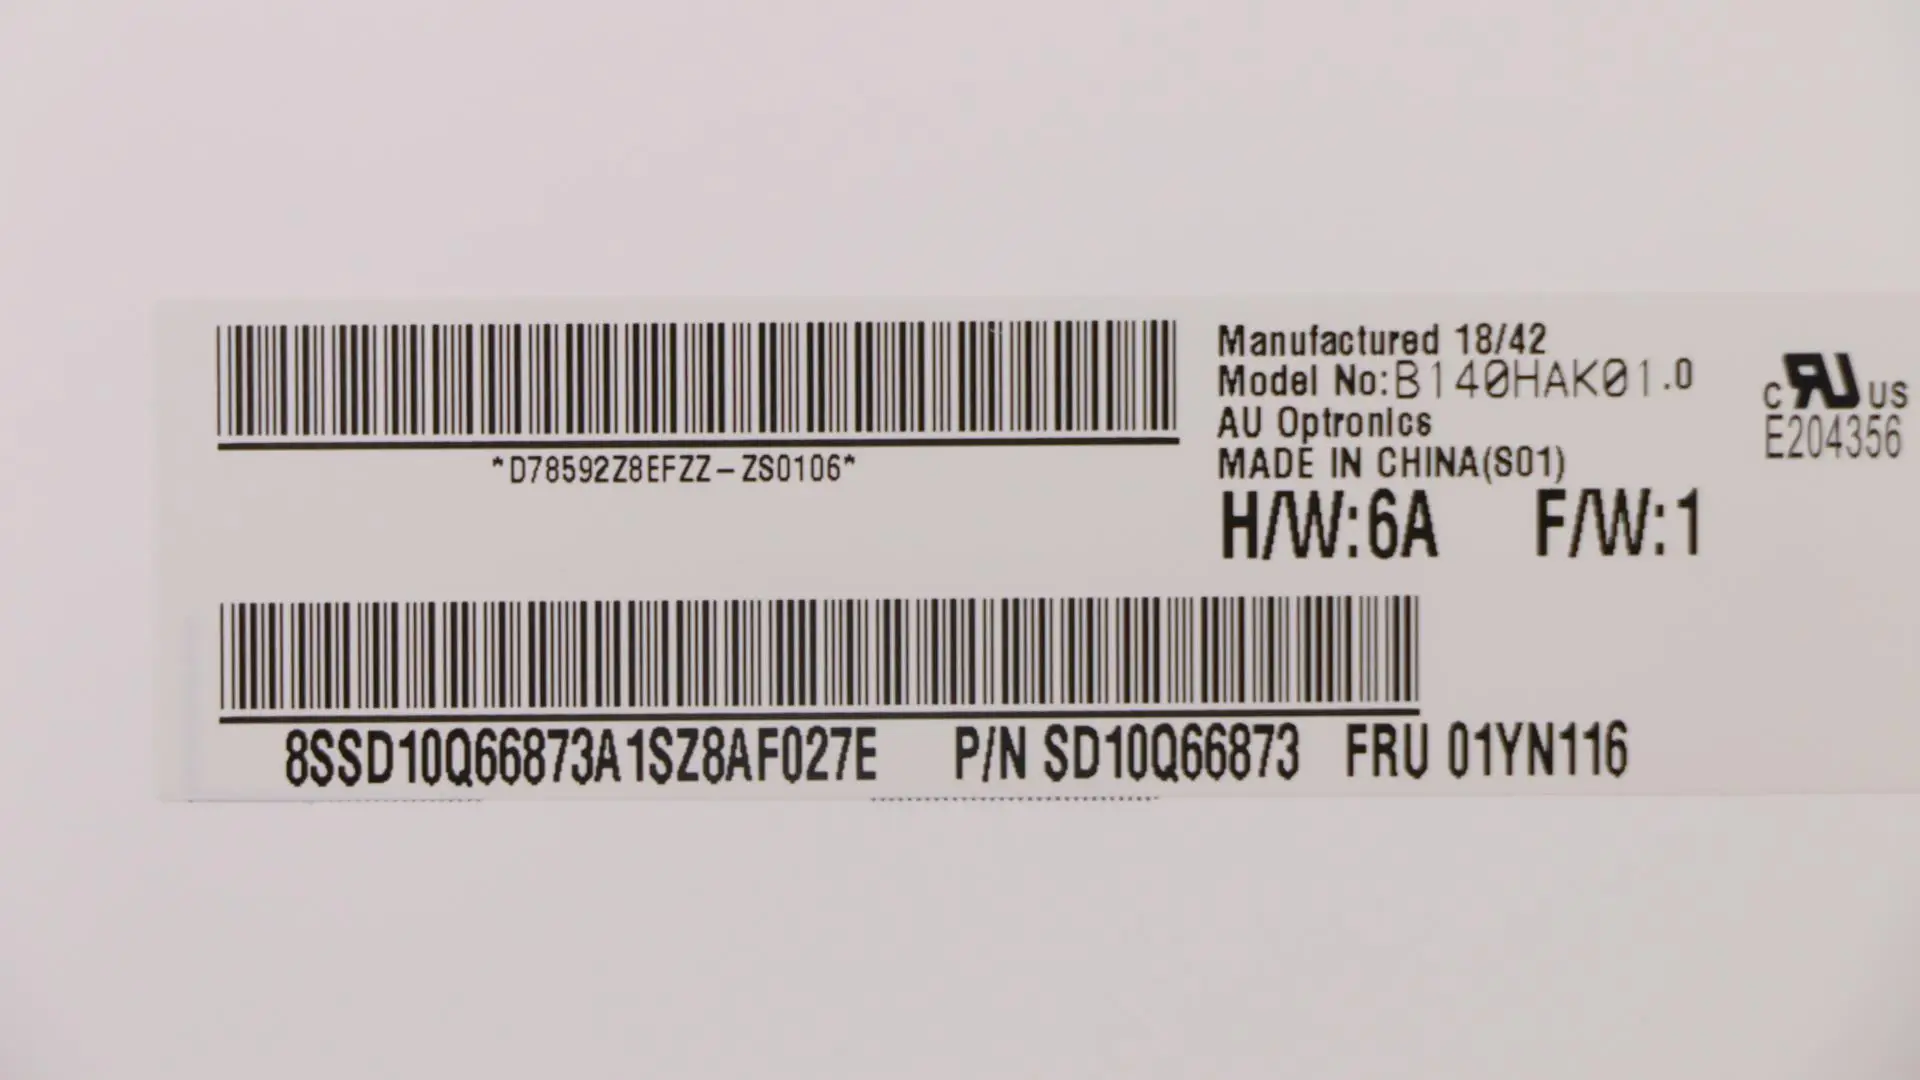 *D78592Z8EFZZ-ZS0106*
Manufactured 18/42
Model No:B140HAK01.0
AU Optronics
MADE IN CHINA(S01)
H/W:6A F/W:1
c RU US
E204356
8SSD10Q66873A1SZ8AF027E P/N SD10Q66873 FRU 01YN116